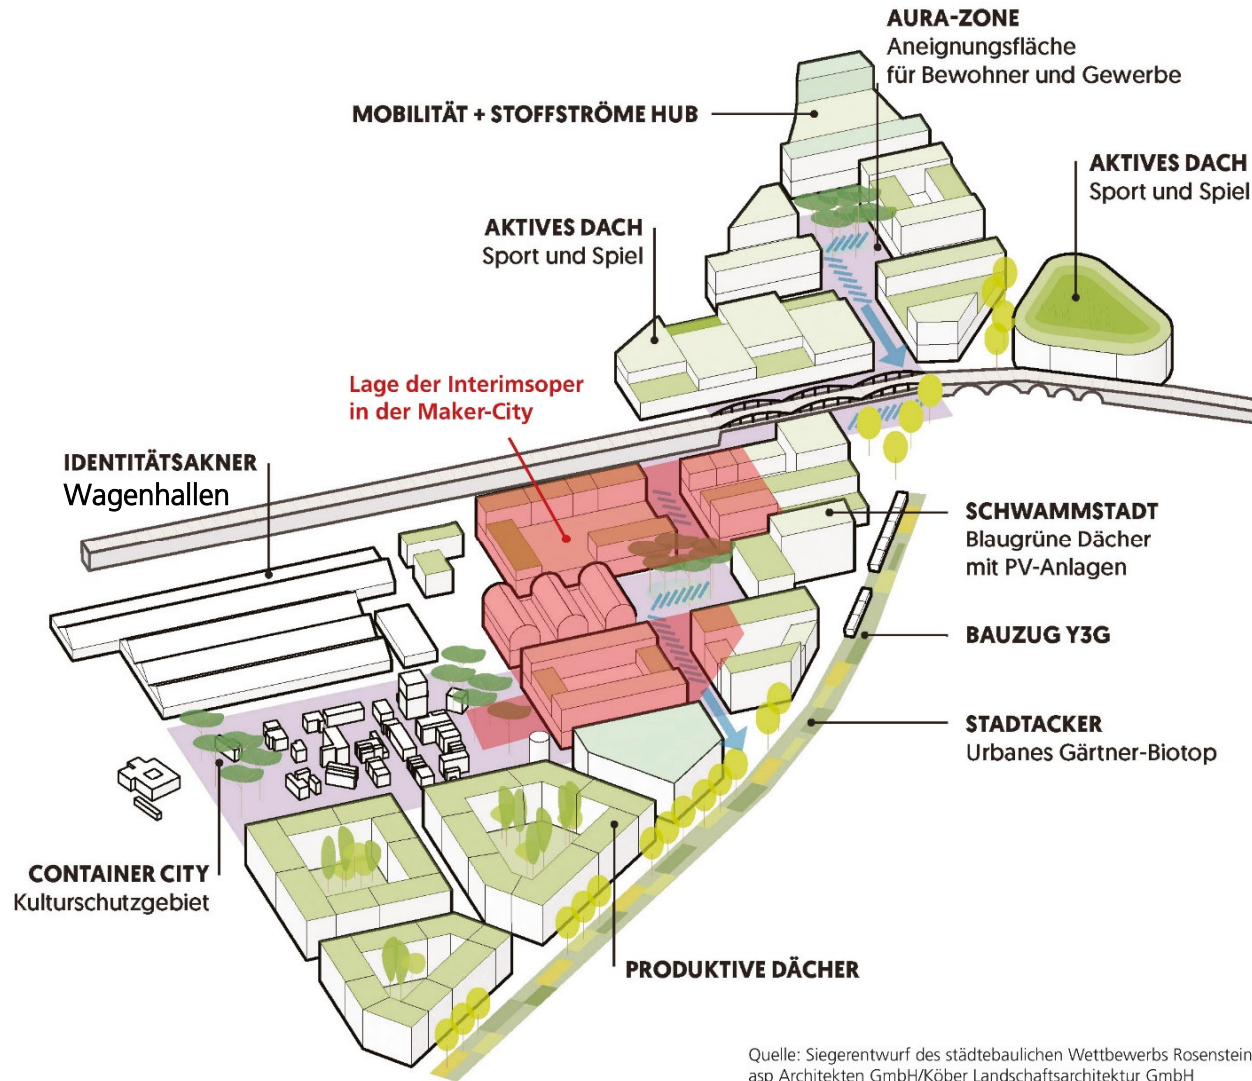 AURA-ZONE
Aneignungsfläche
für Bewohner und Gewerbe
MOBILITÄT + STOFFSTRÖME HUB
AKTIVES DACH
Sport und Spiel
AKTIVES DACH
Sport und Spiel
Lage der Interimsoper
in der Maker-City
IDENTITÄTSAKNER
Wagenhallen
SCHWAMMSTADT
Blaugrüne Dächer
mit PV-Anlagen
BAUZUG Y3G
STADTACKER
Urbanes Gärtner-Biotop
CONTAINER CITY
Kulturschutzgebiet
PRODUKTIVE DÄCHER
Quelle: Siegerentwurf des städtebaulichen Wettbewerbs Rosenstein
asp Architekten GmbH/Köber Landschaftsarchitektur GmbH